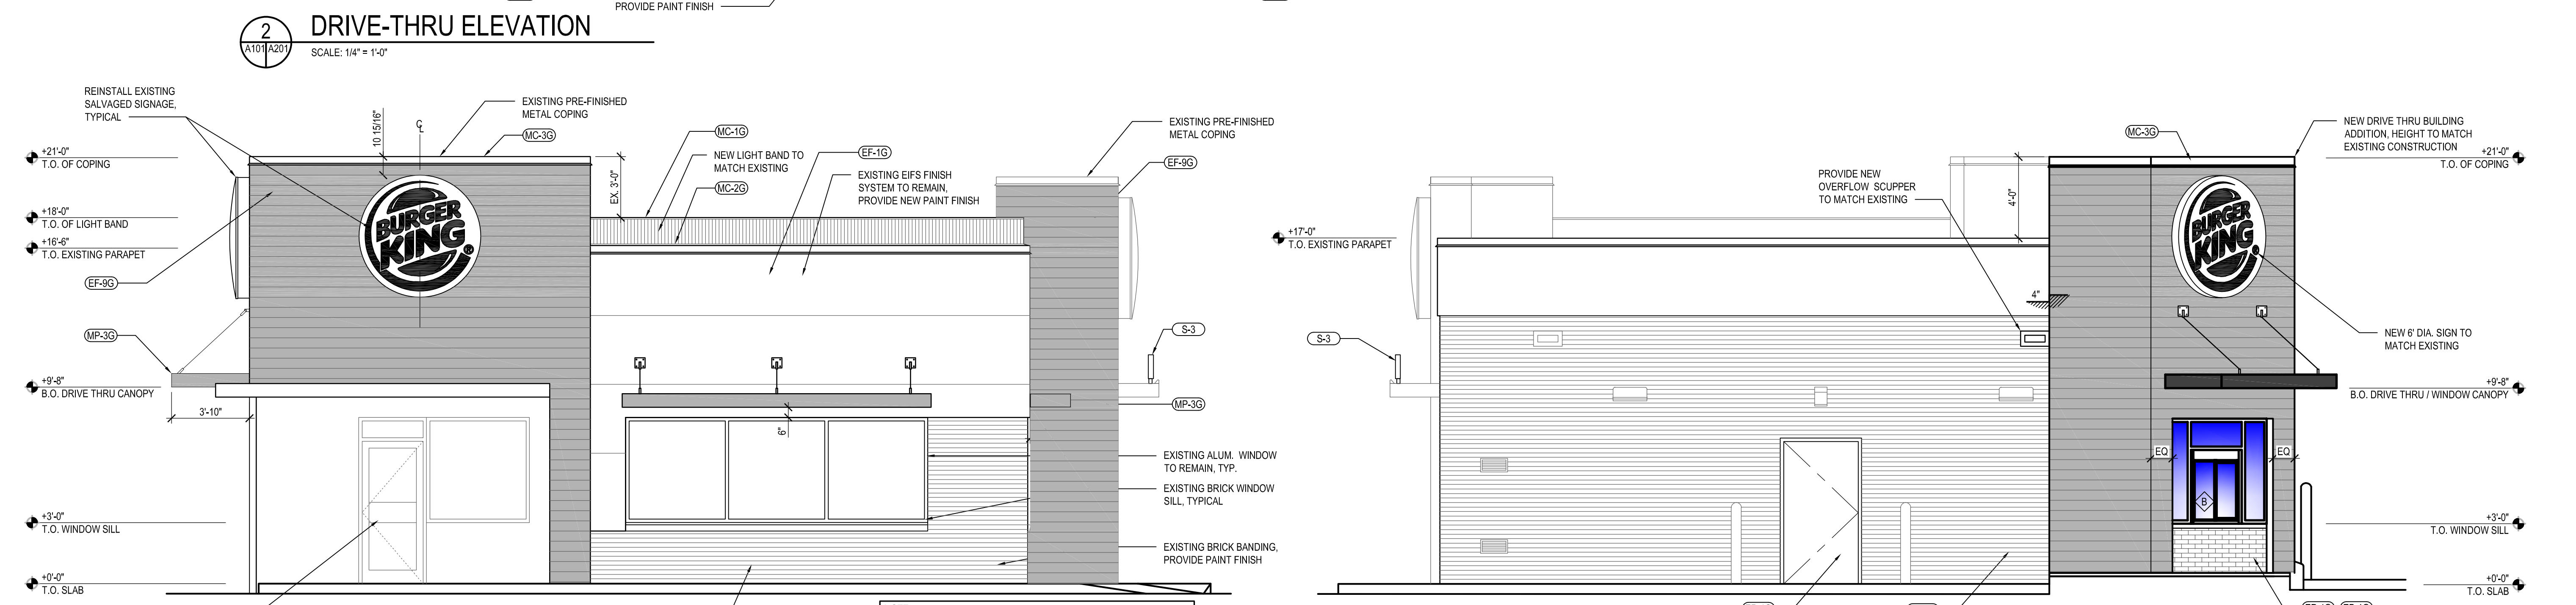 PROVIDE PAINT FINISH
2
A101 A201
DRIVE-THRU ELEVATION
SCALE: 1/4" = 1'-0"
REINSTALL EXISTING
SALVAGED SIGNAGE,
TYPICAL
10 15/16"
CL
EXISTING PRE-FINISHED
METAL COPING
MC-3G
EX. 3'-0"
MC-1G
NEW LIGHT BAND TO
MATCH EXISTING
MC-2G
EF-1G
EXISTING EIFS FINISH
SYSTEM TO REMAIN,
PROVIDE NEW PAINT FINISH
EXISTING PRE-FINISHED
METAL COPING
EF-9G
+21'-0"
T.O. OF COPING
+18'-0"
T.O. OF LIGHT BAND
+16'-6"
T.O. EXISTING PARAPET
EF-9G
BURGER
KING®
MP-3G
+9'-8"
B.O. DRIVE THRU CANOPY
3'-10"
6"
S-3
MP-3G
EXISTING ALUM. WINDOW
TO REMAIN, TYP.
EXISTING BRICK WINDOW
SILL, TYPICAL
EXISTING BRICK BANDING,
PROVIDE PAINT FINISH
+3'-0"
T.O. WINDOW SILL
+0'-0"
T.O. SLAB
+17'-0"
T.O. EXISTING PARAPET
S-3
PROVIDE NEW
OVERFLOW SCUPPER
TO MATCH EXISTING
4'-0"
4"
MC-3G
NEW DRIVE THRU BUILDING
ADDITION, HEIGHT TO MATCH
EXISTING CONSTRUCTION
+21'-0"
T.O. OF COPING
BURGER
KING®
NEW 6' DIA. SIGN TO
MATCH EXISTING
+9'-8"
B.O. DRIVE THRU / WINDOW CANOPY
EQ
EQ
B
+3'-0"
T.O. WINDOW SILL
+0'-0"
T.O. SLAB